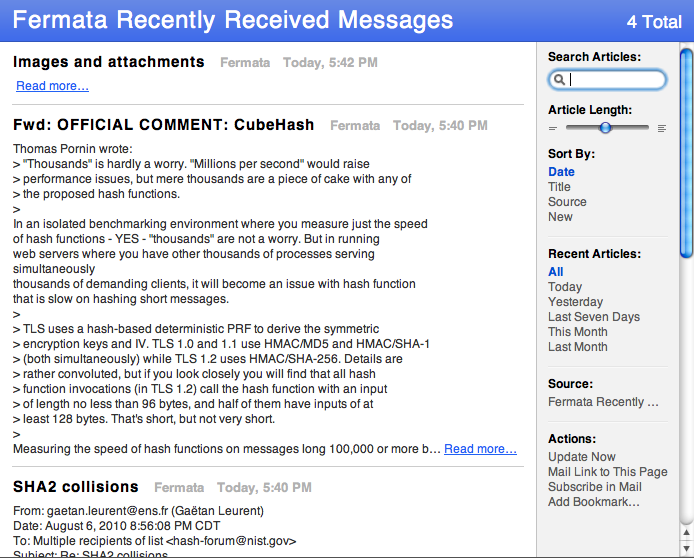 Fermata Recently Received Messages
4 Total
Images and attachments Fermata Today, 5:42 PM
Read more…
Fwd: OFFICIAL COMMENT: CubeHash Fermata Today, 5:40 PM
Thomas Pornin wrote:
> "Thousands" is hardly a worry. "Millions per second" would raise
> performance issues, but mere thousands are a piece of cake with any of
> the proposed hash functions.
>
In an isolated benchmarking environment where you measure just the speed
of hash functions - YES - "thousands" are not a worry. But in running
web servers where you have other thousands of processes serving
simultaneously
thousands of demanding clients, it will become an issue with hash function
that is slow on hashing short messages.
>
> TLS uses a hash-based deterministic PRF to derive the symmetric
> encryption keys and IV. TLS 1.0 and 1.1 use HMAC/MD5 and HMAC/SHA-1
> (both simultaneously) while TLS 1.2 uses HMAC/SHA-256. Details are
> rather convoluted, but if you look closely you will find that all hash
> function invocations (in TLS 1.2) call the hash function with an input
> of length no less than 96 bytes, and half of them have inputs of at
> least 128 bytes. That's short, but not very short.
>
Measuring the speed of hash functions on messages long 100,000 or more b… Read more…
SHA2 collisions Fermata Today, 5:40 PM
From: gaetan.leurent@ens.fr (Gaëtan Leurent)
Date: August 6, 2010 8:56:08 PM CDT
To: Multiple recipients of list <hash-forum@nist.gov>
Subject: Re: SHA2 collisions
Search Articles:
Article Length:
Sort By:
Date
Title
Source
New
Recent Articles:
All
Today
Yesterday
Last Seven Days
This Month
Last Month
Source:
Fermata Recently …
Actions:
Update Now
Mail Link to This Page
Subscribe in Mail
Add Bookmark…